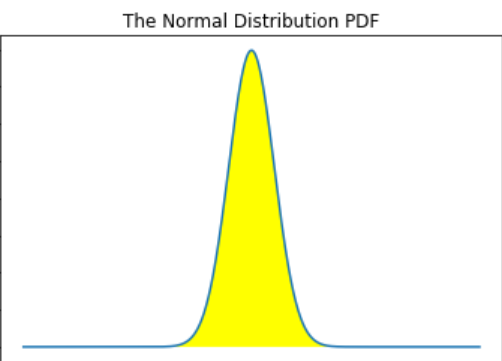 The Normal Distribution PDF